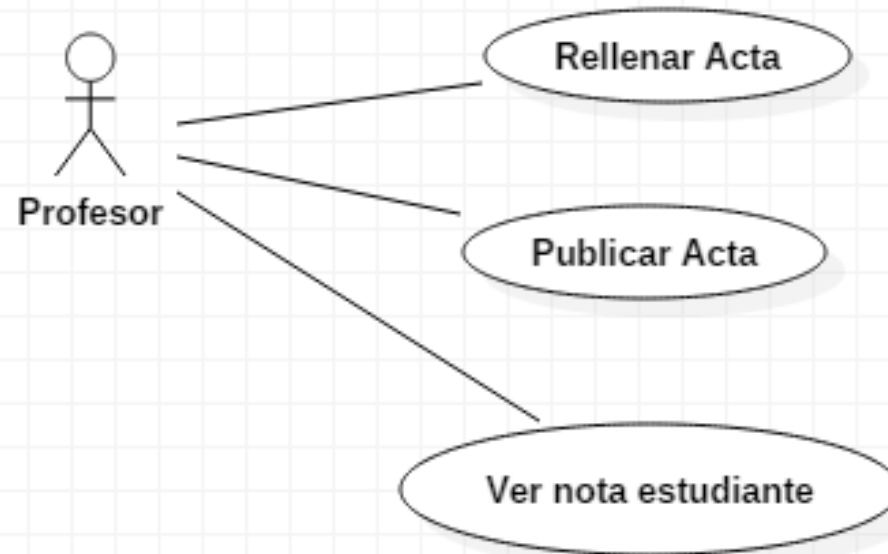 Rellenar Acta
Profesor
Publicar Acta
Ver nota estudiante